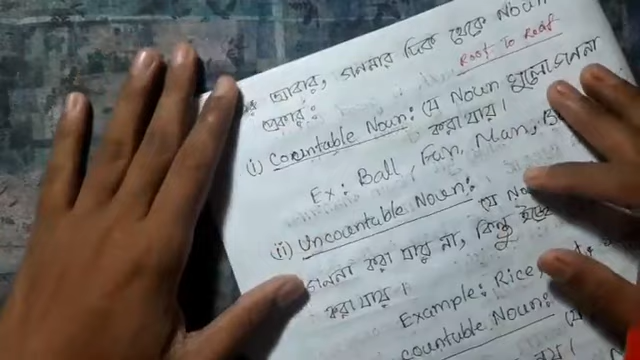 আবার, গননার দিক থেকে Noun
Root To Root
প্রকার:
(i) Countable Noun: যে Noun গুলো গননা
করা যায়।
Ex: Ball, Fan, Man,
(ii) Uncountable Noun: যে
গননা করা যায় না, কিন্তু
করা যায়।
Example: Rice,
countable Noun: